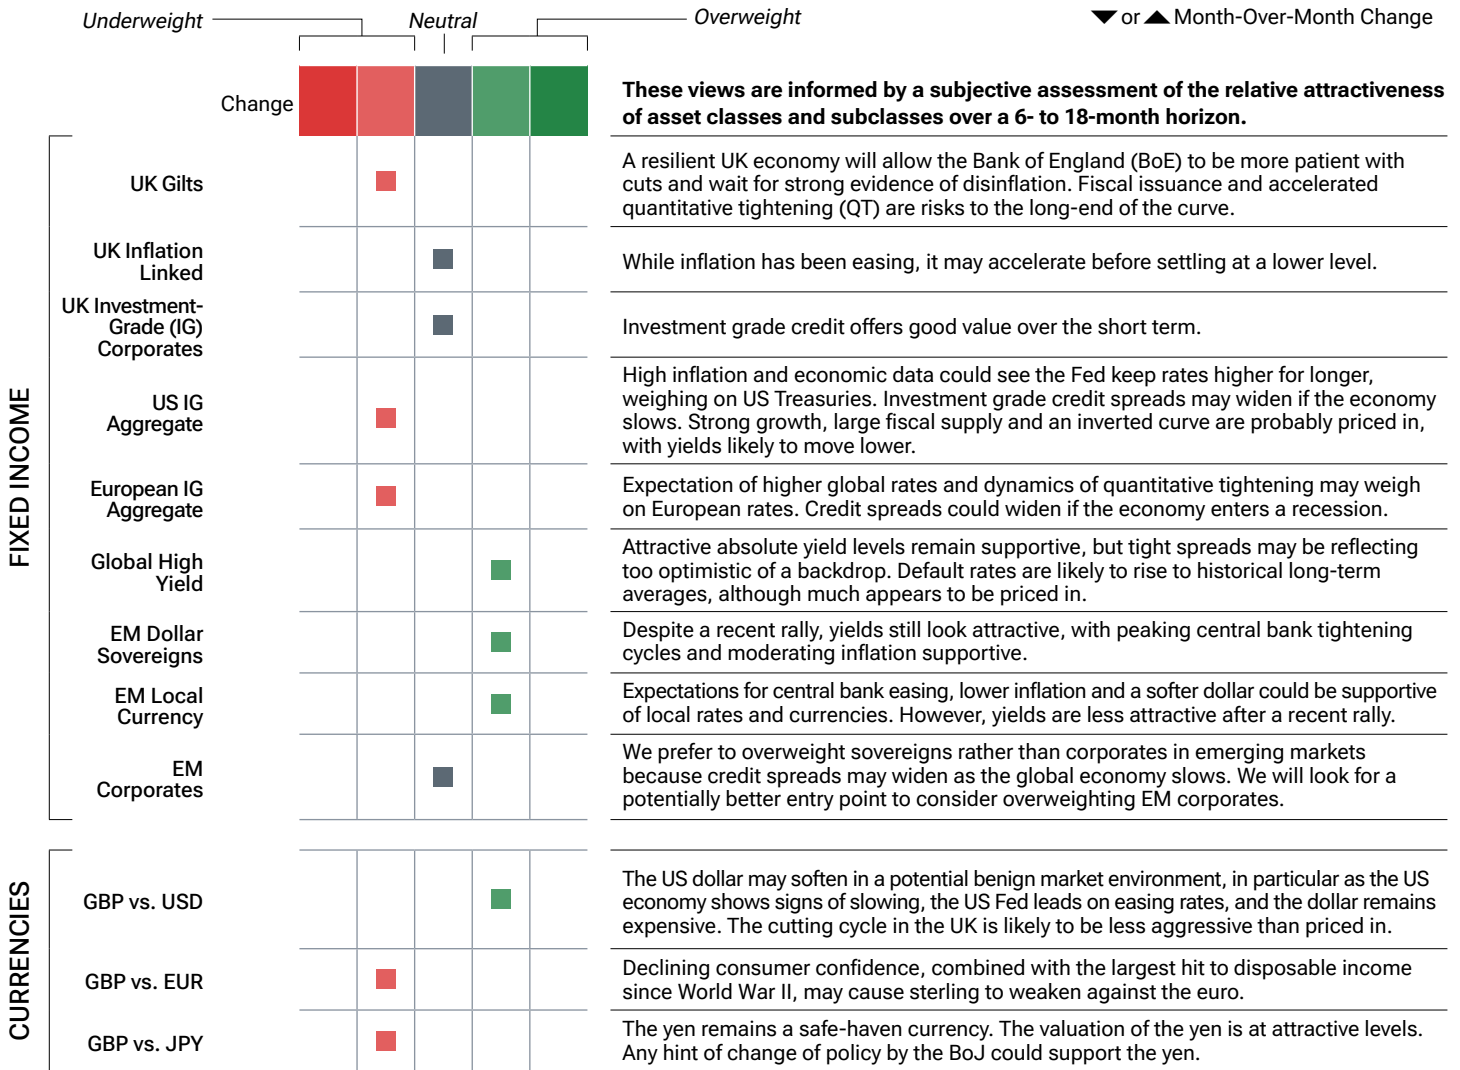 Underweight
Neutral
Overweight
▼ or ▲ Month-Over-Month Change
Change
These views are informed by a subjective assessment of the relative attractiveness
of asset classes and subclasses over a 6- to 18-month horizon.
FIXED INCOME
UK Gilts
A resilient UK economy will allow the Bank of England (BoE) to be more patient with
cuts and wait for strong evidence of disinflation. Fiscal issuance and accelerated
quantitative tightening (QT) are risks to the long-end of the curve.
UK Inflation
Linked
While inflation has been easing, it may accelerate before settling at a lower level.
UK Investment-
Grade (IG)
Corporates
Investment grade credit offers good value over the short term.
US IG
Aggregate
High inflation and economic data could see the Fed keep rates higher for longer,
weighing on US Treasuries. Investment grade credit spreads may widen if the economy
slows. Strong growth, large fiscal supply and an inverted curve are probably priced in,
with yields likely to move lower.
European IG
Aggregate
Expectation of higher global rates and dynamics of quantitative tightening may weigh
on European rates. Credit spreads could widen if the economy enters a recession.
Global High
Yield
Attractive absolute yield levels remain supportive, but tight spreads may be reflecting
too optimistic of a backdrop. Default rates are likely to rise to historical long-term
averages, although much appears to be priced in.
EM Dollar
Sovereigns
Despite a recent rally, yields still look attractive, with peaking central bank tightening
cycles and moderating inflation supportive.
EM Local
Currency
Expectations for central bank easing, lower inflation and a softer dollar could be supportive
of local rates and currencies. However, yields are less attractive after a recent rally.
EM
Corporates
We prefer to overweight sovereigns rather than corporates in emerging markets
because credit spreads may widen as the global economy slows. We will look for a
potentially better entry point to consider overweighting EM corporates.
CURRENCIES
GBP vs. USD
The US dollar may soften in a potential benign market environment, in particular as the US
economy shows signs of slowing, the US Fed leads on easing rates, and the dollar remains
expensive. The cutting cycle in the UK is likely to be less aggressive than priced in.
GBP vs. EUR
Declining consumer confidence, combined with the largest hit to disposable income
since World War II, may cause sterling to weaken against the euro.
GBP vs. JPY
The yen remains a safe-haven currency. The valuation of the yen is at attractive levels.
Any hint of change of policy by the BoJ could support the yen.